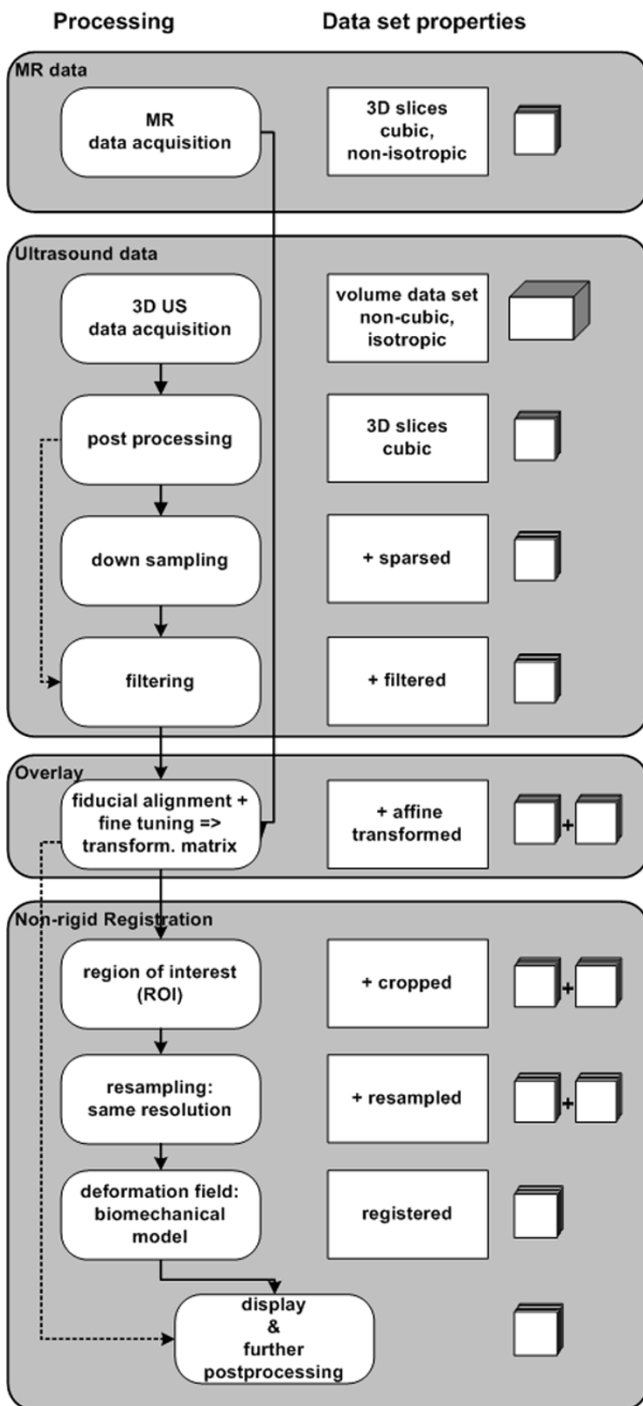 Processing
Data set properties
MR data
MR
data acquisition
3D slices
cubic,
non-isotropic
Ultrasound data
3D US
data acquisition
volume data set
non-cubic,
isotropic
post processing
3D slices
cubic
down sampling
+ sparsed
filtering
+ filtered
Overlay
fiducial alignment +
fine tuning =>
transform. matrix
+ affine
transformed
+
Non-rigid Registration
region of interest
(ROI)
+ cropped
+
resampling:
same resolution
+ resampled
+
deformation field:
biomechanical
model
registered
display
&
further
postprocessing